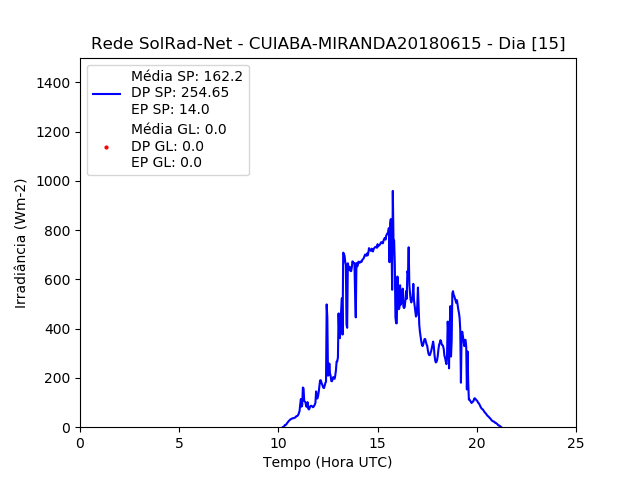 Rede SolRad-Net - CUIABA-MIRANDA20180615 - Dia [15]
Média SP: 162.2
DP SP: 254.65
EP SP: 14.0
Média GL: 0.0
DP GL: 0.0
EP GL: 0.0
1400
1200
1000
800
600
400
200
0
Irradiância (Wm-2)
0 5 10 15 20 25
Tempo (Hora UTC)